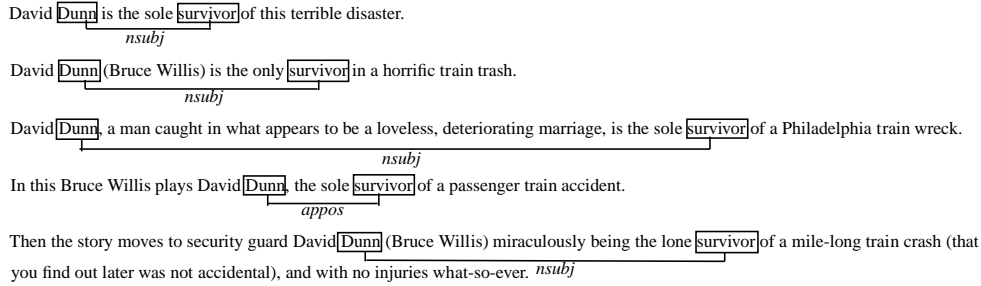 David Dunn is the sole survivor of this terrible disaster.
nsubj
David Dunn (Bruce Willis) is the only survivor in a horrific train trash.
nsubj
David Dunn, a man caught in what appears to be a loveless, deteriorating marriage, is the sole survivor of a Philadelphia train wreck.
nsubj
In this Bruce Willis plays David Dunn, the sole survivor of a passenger train accident.
appos
Then the story moves to security guard David Dunn (Bruce Willis) miraculously being the lone survivor of a mile-long train crash (that
you find out later was not accidental), and with no injuries what-so-ever. nsubj